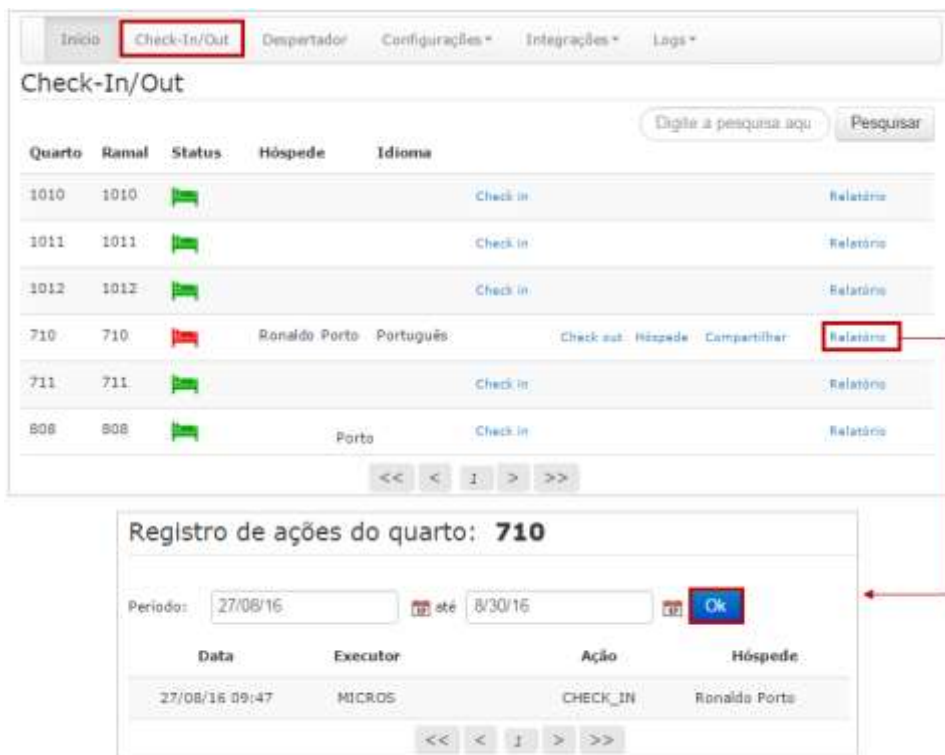 Início Check-In/Out Despertador Configurações Integrações Logs
Check-In/Out
Digite a pesquisa aqu Pesquisar
Quarto Ramal Status Hóspede Idioma
1010 1010 Check in Relatório
1011 1011 Check in Relatório
1012 1012 Check in Relatório
710 710 Ronaldo Porto Português Check out Hóspede Compartilhar Relatório
711 711 Check in Relatório
808 808 Porto Check in Relatório
<< < 1 > >>
Registro de ações do quarto: 710
Período: 27/08/16 até 8/30/16 Ok
Data Executor Ação Hóspede
27/08/16 09:47 MICROS CHECK_IN Ronaldo Porto
<< < 1 > >>